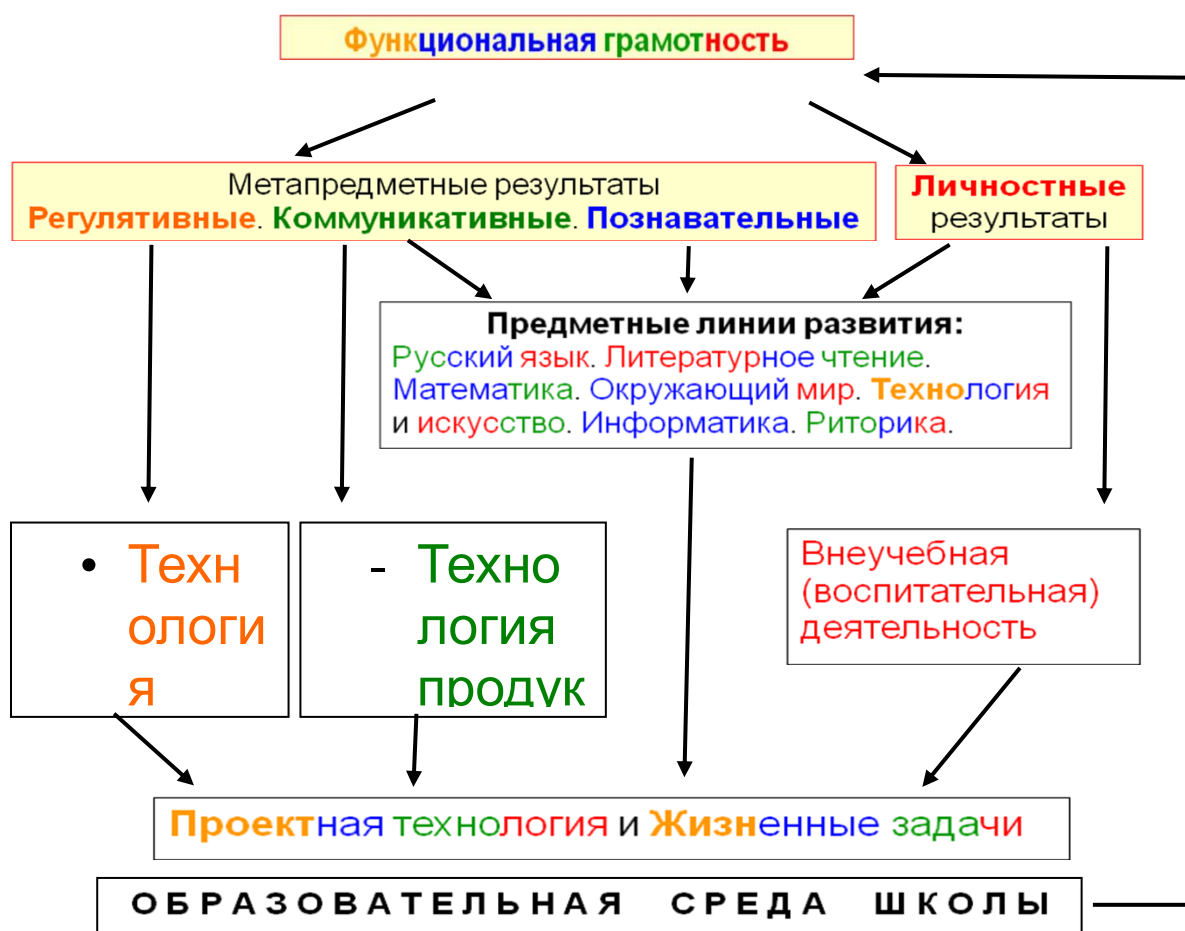 Функциональная грамотность
Метапредметные результаты
Регулятивные. Коммуникативные. Познавательные
Личностные
результаты
Предметные линии развития:
Русский язык. Литературное чтение.
Математика. Окружающий мир. Технология
и искусство. Информатика. Риторика.
• Техн
ологи
я
- Техно
логия
продук
Внеучебная
(воспитательная)
деятельность
Проектная технология и Жизненные задачи
ОБРАЗОВАТЕЛЬНАЯ СРЕДА ШКОЛЫ